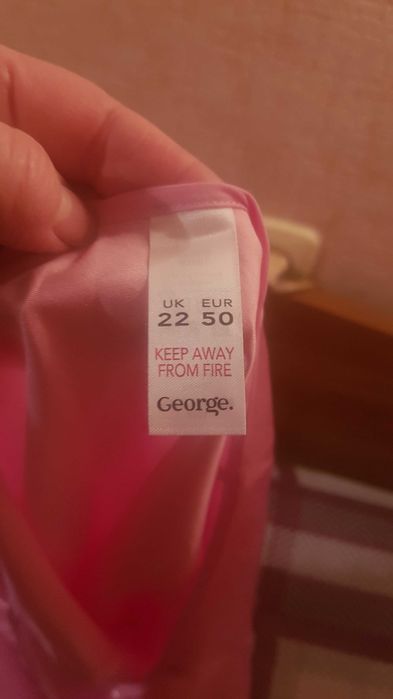 UK EUR
22 50
KEEP AWAY
FROM FIRE
George.